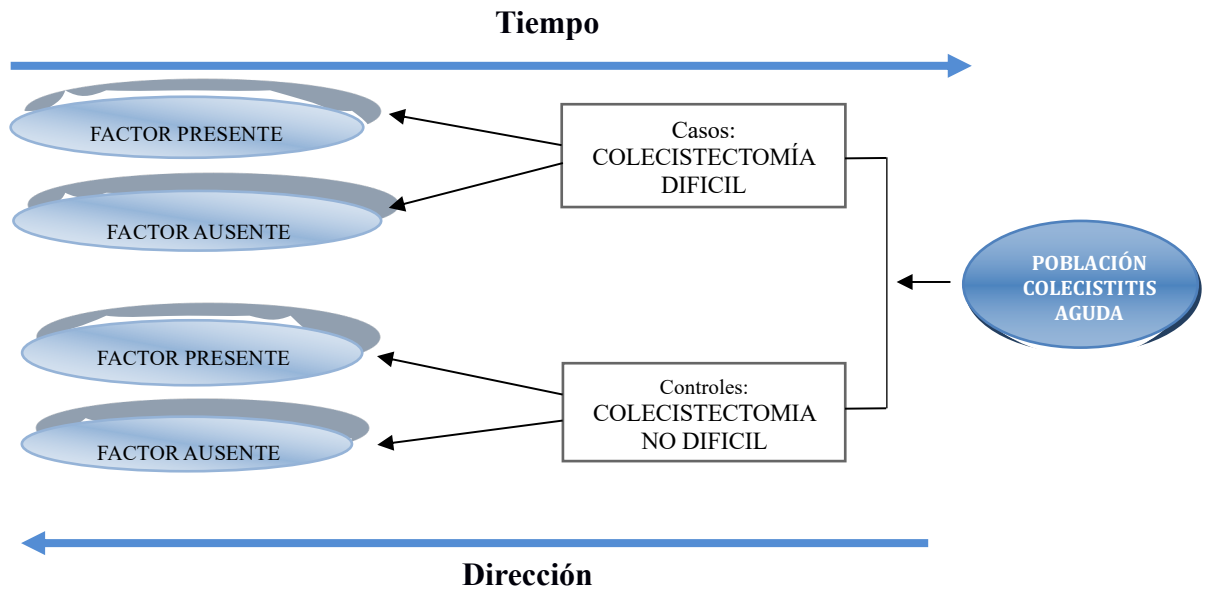 Tiempo
FACTOR PRESENTE
FACTOR AUSENTE
Casos:
COLECISTECTOMÍA
DIFICIL
POBLACIÓN
COLECISTITIS
AGUDA
FACTOR PRESENTE
FACTOR AUSENTE
Controles:
COLECISTECTOMIA
NO DIFICIL
Dirección